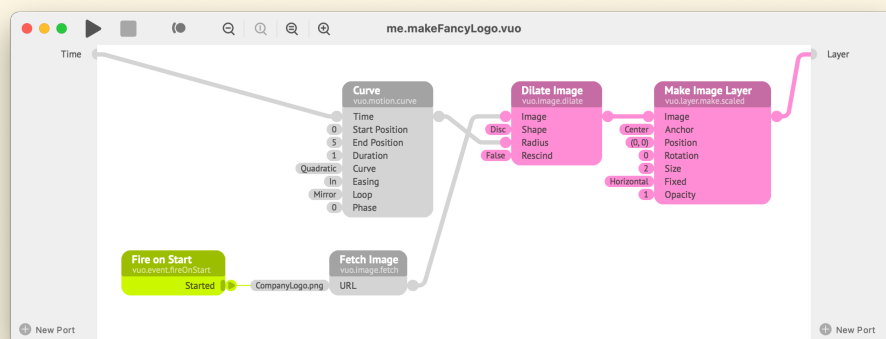 me.makeFancyLogo.vuo
Time
Layer
Curve
vuo.motion.curve
Time
0 Start Position
5 End Position
1 Duration
Quadratic Curve
In Easing
Mirror Loop
0 Phase
Dilate Image
vuo.image.dilate
Image
Disc Shape
Radius
False Rescind
Make Image Layer
vuo.layer.make.scaled
Image
Center Anchor
(0, 0) Position
0 Rotation
2 Size
Horizontal Fixed
1 Opacity
Fire on Start
vuo.event.fireOnStart
Started
Fetch Image
vuo.image.fetch
CompanyLogo.png URL
New Port
New Port